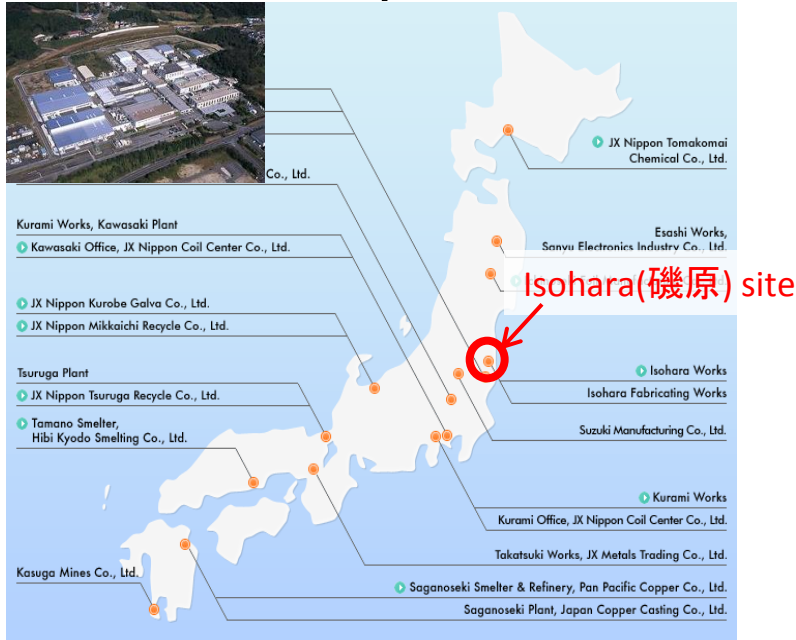 Co., Ltd.
Kurami Works, Kawasaki Plant
Kawasaki Office, JX Nippon Coil Center Co., Ltd.
JX Nippon Kurobe Galva Co., Ltd.
JX Nippon Mikkaichi Recycle Co., Ltd.
Tsuruga Plant
JX Nippon Tsuruga Recycle Co., Ltd.
Tamano Smelter,
Hibi Kyodo Smelting Co., Ltd.
Kasuga Mines Co., Ltd.
JX Nippon Tomakomai
Chemical Co., Ltd.
Esashi Works,
Sanyu Electronics Industry Co., Ltd.
Isohara(磯原) site
Isohara Works
Isohara Fabricating Works
Suzuki Manufacturing Co., Ltd.
Kurami Works
Kurami Office, JX Nippon Coil Center Co., Ltd.
Takatsuki Works, JX Metals Trading Co., Ltd.
Saganoseki Smelter & Refinery, Pan Pacific Copper Co., Ltd.
Saganoseki Plant, Japan Copper Casting Co., Ltd.